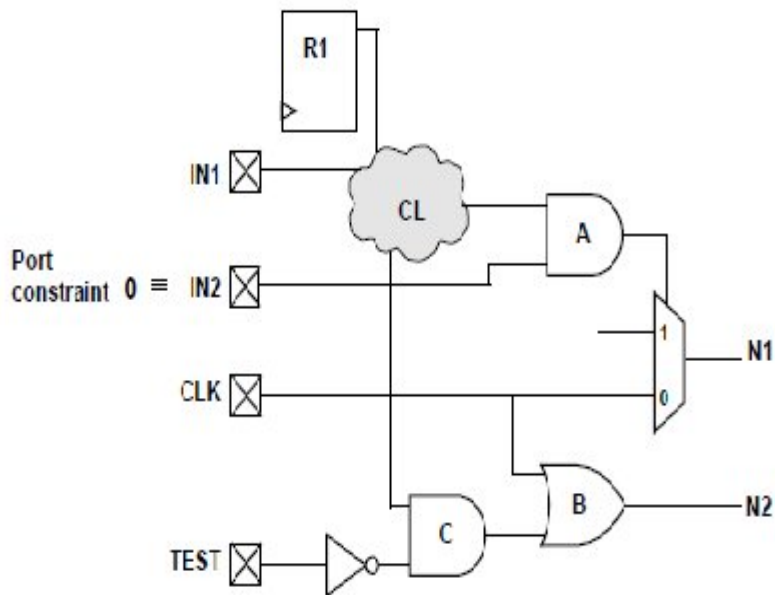 R1
IN1
CL
A
Port
constraint 0 ≡ IN2
1
N1
CLK
0
B
N2
C
TEST